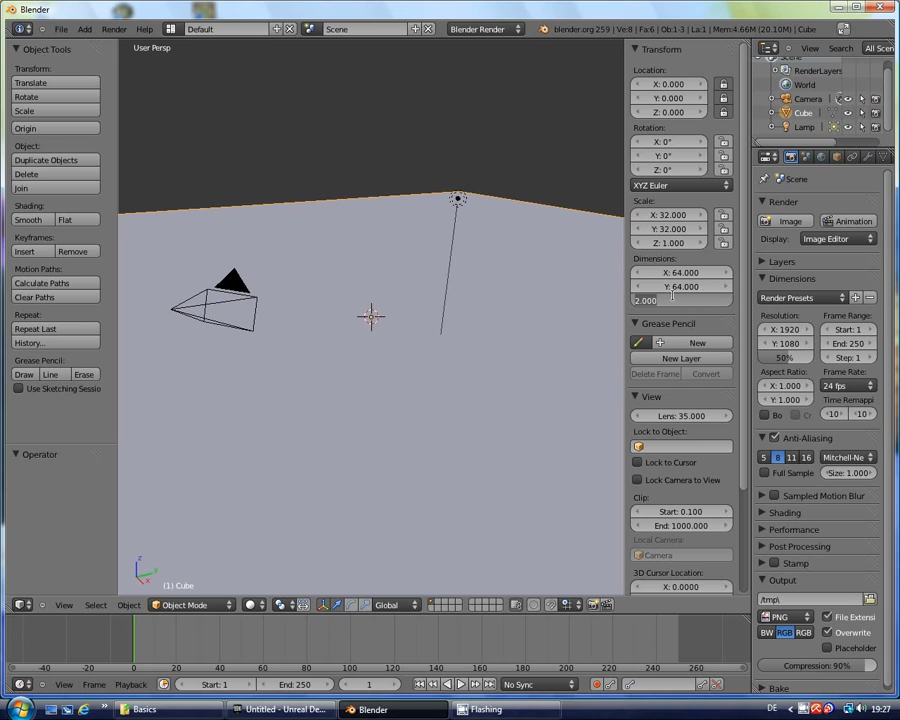 Blender
File
Add
Render
Help
Default
Scene
Blender Render
blender.org 259 | Ve:8 | Fa:6 | Ob:1-3 | La:1 | Mem:4.66M (20.10M) | Cube
Object Tools
Transform:
Translate
Rotate
Scale
Origin
Object:
Duplicate Objects
Delete
Join
Shading:
Smooth
Flat
Keyframes:
Insert
Remove
Motion Paths:
Calculate Paths
Clear Paths
Repeat:
Repeat Last
History...
Grease Pencil:
Draw
Line
Erase
Use Sketching Sessio
Operator
User Persp
z
y
x
(1) Cube
Transform
Location:
X: 0.000
Y: 0.000
Z: 0.000
Rotation:
X: 0°
Y: 0°
Z: 0°
XYZ Euler
Scale:
X: 32.000
Y: 32.000
Z: 1.000
Dimensions:
X: 64.000
Y: 64.000
2.000
Grease Pencil
New
New Layer
Delete Frame
Convert
View
Lens: 35.000
Lock to Object:
Lock to Cursor
Lock Camera to View
Clip:
Start: 0.100
End: 1000.000
Local Camera:
Camera
3D Cursor Location:
X: 0.0000
View
Search
All Scen
Scene
RenderLayers
World
Camera
Cube
Lamp
Scene
Render
Image
Animation
Display:
Image Editor
Layers
Dimensions
Render Presets
Resolution:
X: 1920
Y: 1080
50%
Frame Range:
Start: 1
End: 250
Step: 1
Aspect Ratio:
X: 1.000
Y: 1.000
Frame Rate:
24 fps
Time Remappi
10
10
Bo
Cr
Anti-Aliasing
5
8
11
16
Mitchell-Ne
Full Sample
Size: 1.000
Sampled Motion Blur
Shading
Performance
Post Processing
Stamp
Output
/tmp\
PNG
File Extensi
BW
RGB
RGB
Overwrite
Placeholder
Compression: 90%
Bake
View
Select
Object
Object Mode
Global
-40
-20
0
20
40
60
80
100
120
140
160
180
200
220
240
260
280
View
Frame
Playback
Start: 1
End: 250
1
No Sync
Basics
Untitled - Unreal De...
Blender
Flashing
DE
19:27